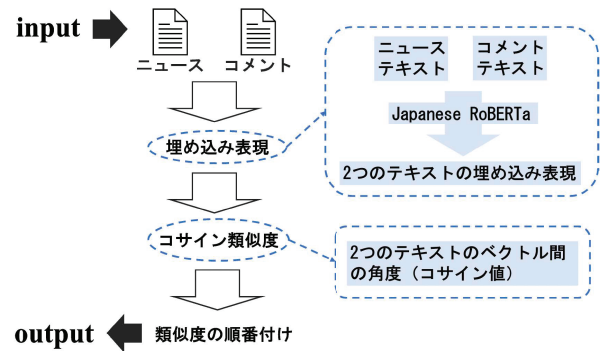 input
ニュース
コメント
埋め込み表現
コサイン類似度
output
類似度の順番付け
ニュース
テキスト
コメント
テキスト
Japanese RoBERTa
2つのテキストの埋め込み表現
2つのテキストのベクトル間
の角度（コサイン値）